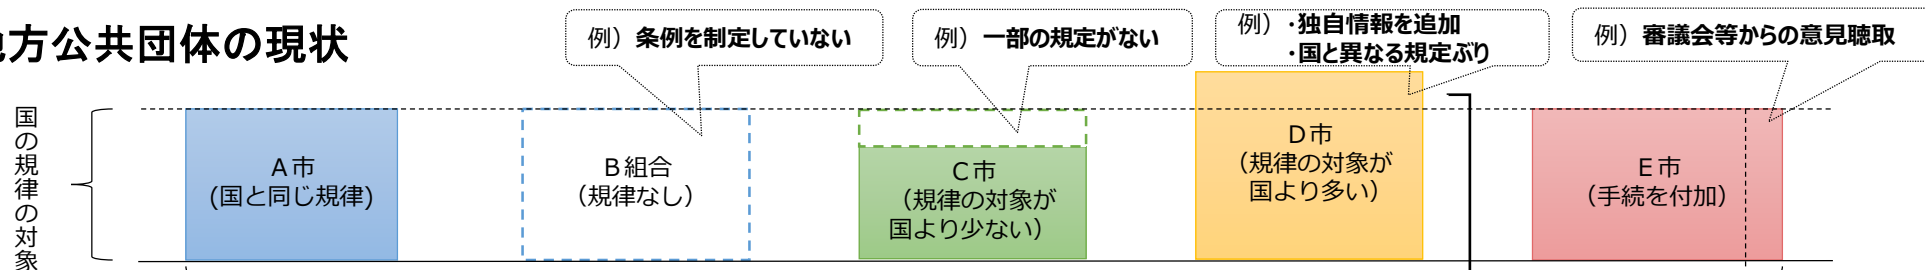 方公共団体の現状
例）条例を制定していない
例）一部の規定がない
例）・独自情報を追加
・国と異なる規定ぶり
例）審議会等からの意見聴取
国の規律の対象
A市
(国と同じ規律)
B組合
（規律なし）
C市
（規律の対象が
国より少ない）
D市
（規律の対象が
国より多い）
E市
（手続を付加）